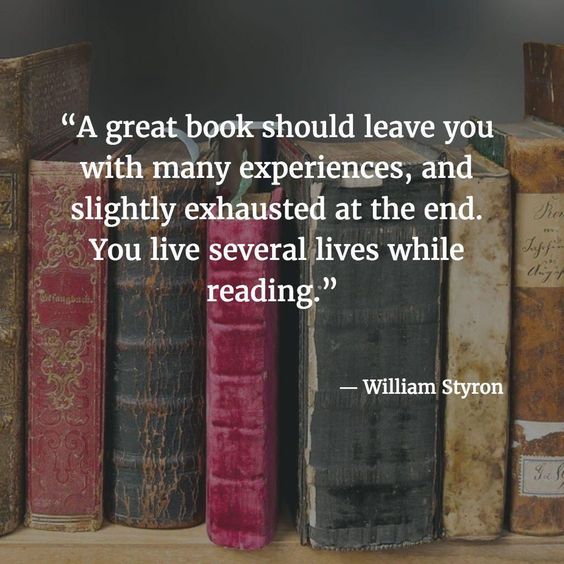 “A great book should leave you
with many experiences, and
slightly exhausted at the end.
You live several lives while
reading.”
— William Styron
Gesangbuch.